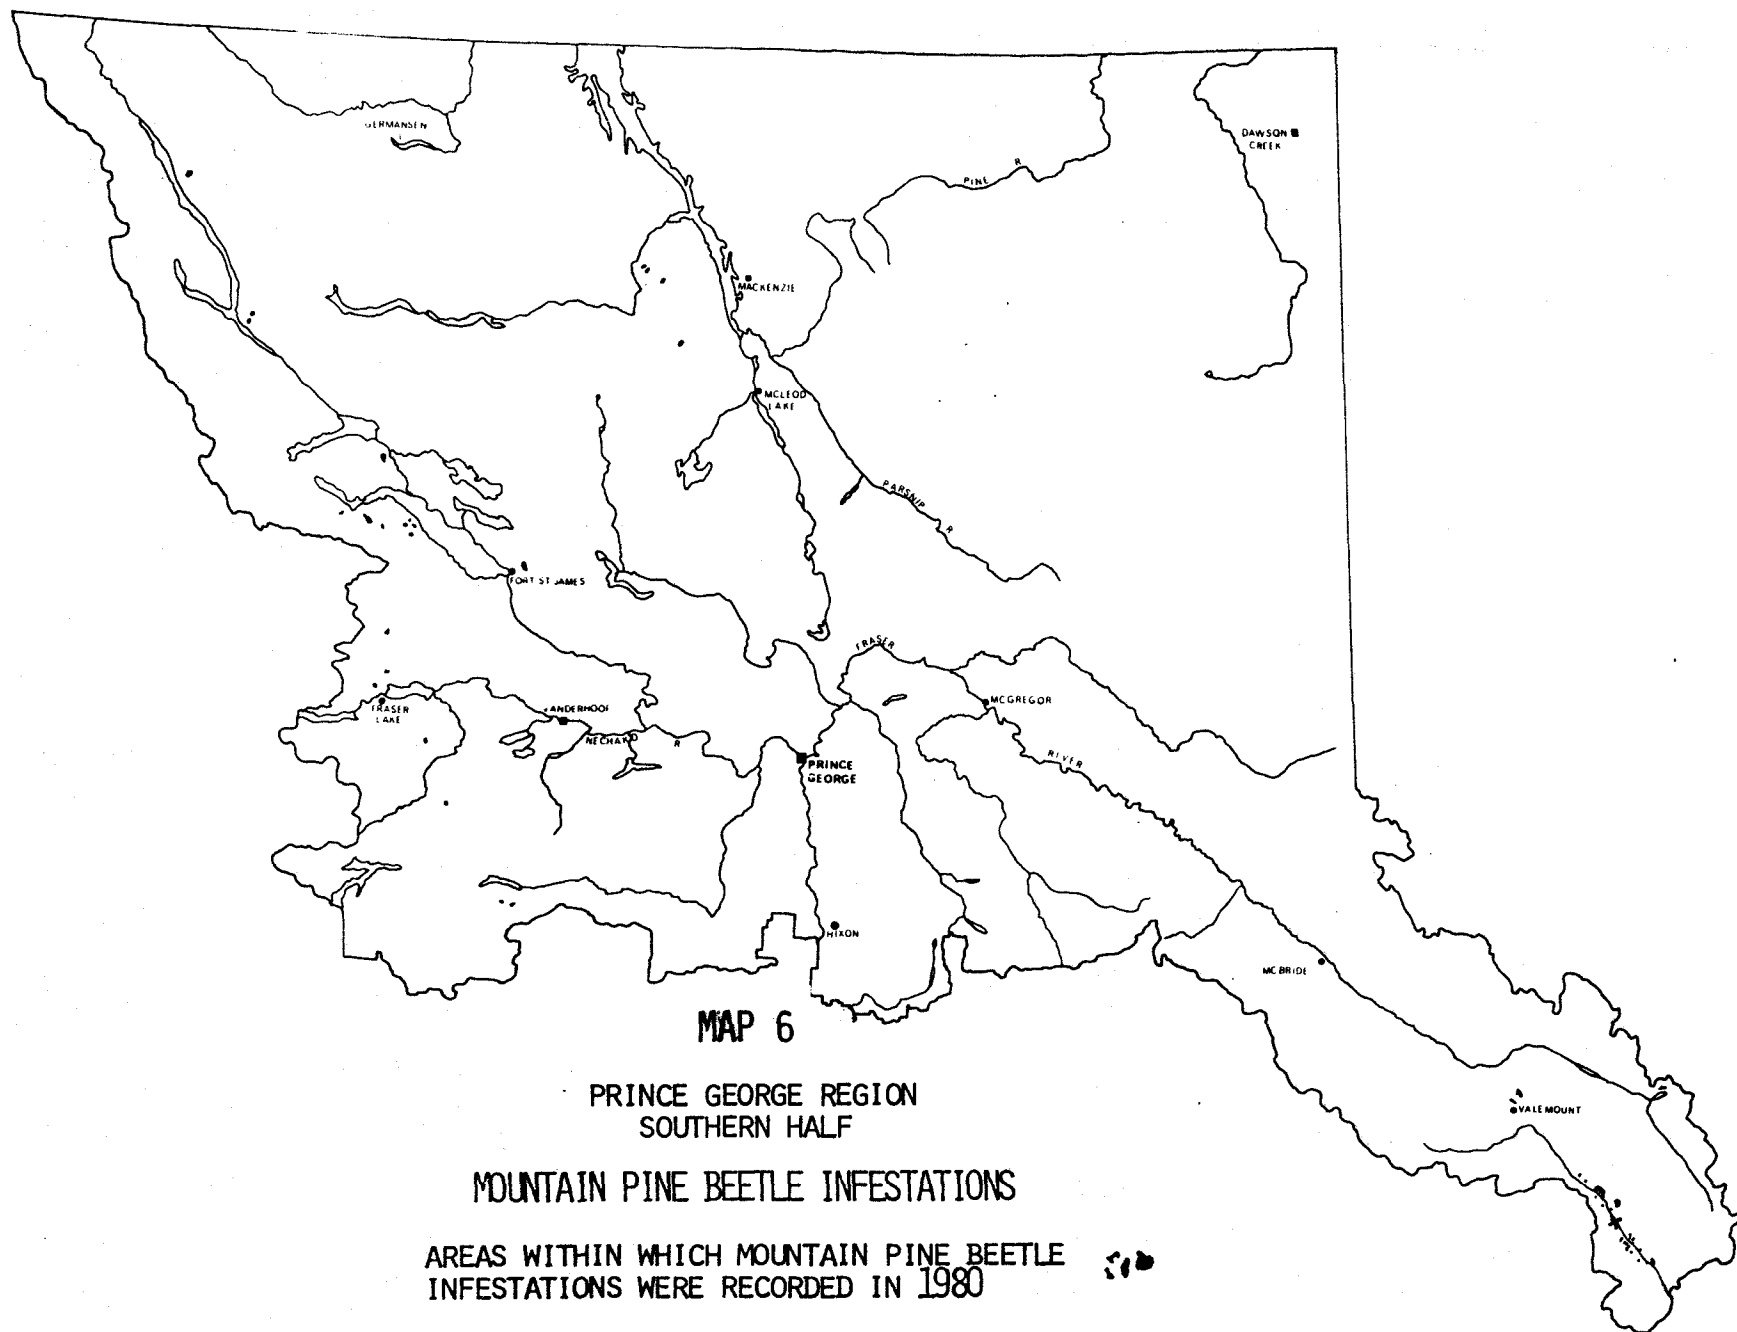 GERMANSEN
L
DAWSON
CREEK
PINE R
MACKENZIE
MCLEOD
LAKE
PARSNIP R
FORT ST JAMES
FRASER
MCGREGOR
FRASER
LAKE
ANDERHOOF
NECHAKO R
RIVER
PRINCE
GEORGE
HIXON
MCBRIDE
MAP 6
PRINCE GEORGE REGION
SOUTHERN HALF
VALEMOUNT
MOUNTAIN PINE BEETLE INFESTATIONS
AREAS WITHIN WHICH MOUNTAIN PINE BEETLE
INFESTATIONS WERE RECORDED IN 1980